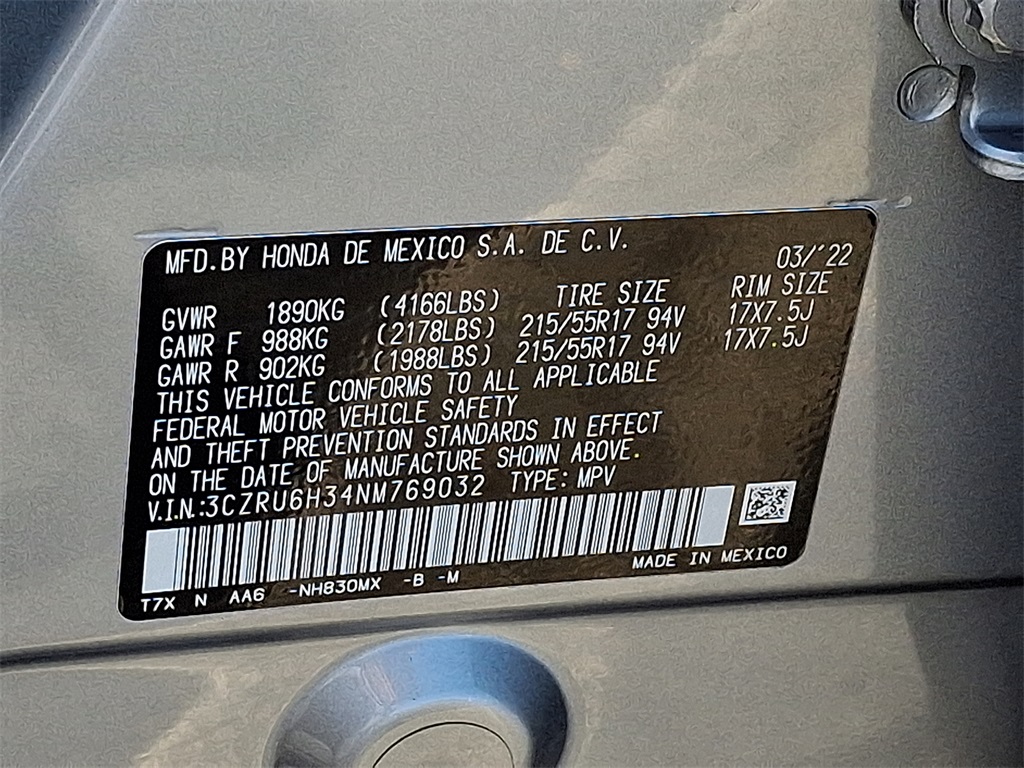 MFD.BY HONDA DE MEXICO S.A. DE C.V.
03/'22
GVWR 1890KG (4166LBS) TIRE SIZE RIM SIZE
GAWR F 988KG (2178LBS) 215/55R17 94V 17X7.5J
GAWR R 902KG (1988LBS) 215/55R17 94V 17X7.5J
THIS VEHICLE CONFORMS TO ALL APPLICABLE
FEDERAL MOTOR VEHICLE SAFETY
AND THEFT PREVENTION STANDARDS IN EFFECT
ON THE DATE OF MANUFACTURE SHOWN ABOVE.
V.I.N.:3CZRU6H34NM769032 TYPE: MPV
MADE IN MEXICO
T7X N AA6 -NH830MX -B -M